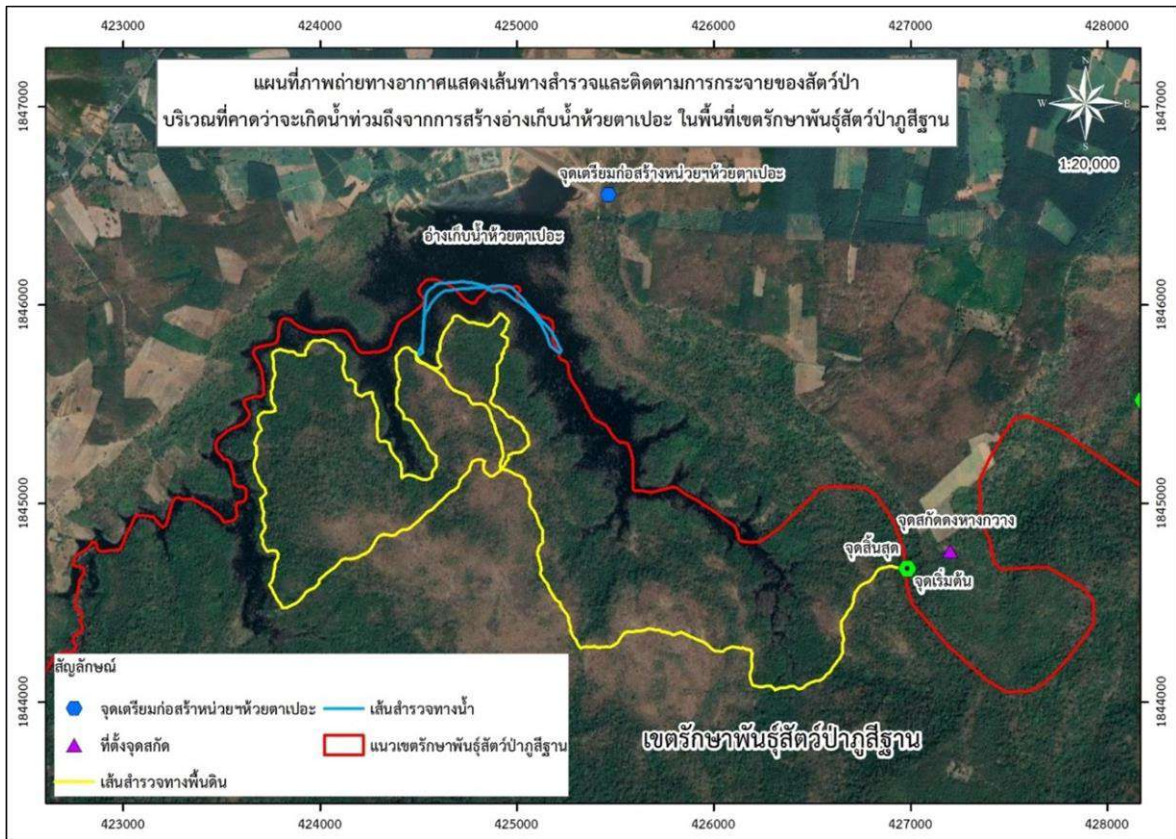 423000 424000 425000 426000 427000 428000
แผนที่ภาพถ่ายทางอากาศแสดงเส้นทางสำรวจและติดตามการกระจายของสัตว์ป่า
บริเวณที่คาดว่าจะเกิดน้ำท่วมถึงจากการสร้างอ่างเก็บน้ำห้วยตาเปอะ ในพื้นที่เขตรักษาพันธุ์สัตว์ป่าภูสีฐาน
N
W E
S
1:20,000
1847000 1847000
จุดเตรียมก่อสร้างหน่วยฯห้วยตาเปอะ
อ่างเก็บน้ำห้วยตาเปอะ
1846000 1846000
1845000 1845000
จุดสกัดดงหางกวาง
จุดสิ้นสุด
จุดเริ่มต้น
สัญลักษณ์
จุดเตรียมก่อสร้าหน่วยฯห้วยตาเปอะ เส้นสำรวจทางน้ำ
ที่ตั้งจุดสกัด แนวเขตรักษาพันธุ์สัตว์ป่าภูสีฐาน
เส้นสำรวจทางพื้นดิน
1844000 1844000
เขตรักษาพันธุ์สัตว์ป่าภูสีฐาน
423000 424000 425000 426000 427000 428000